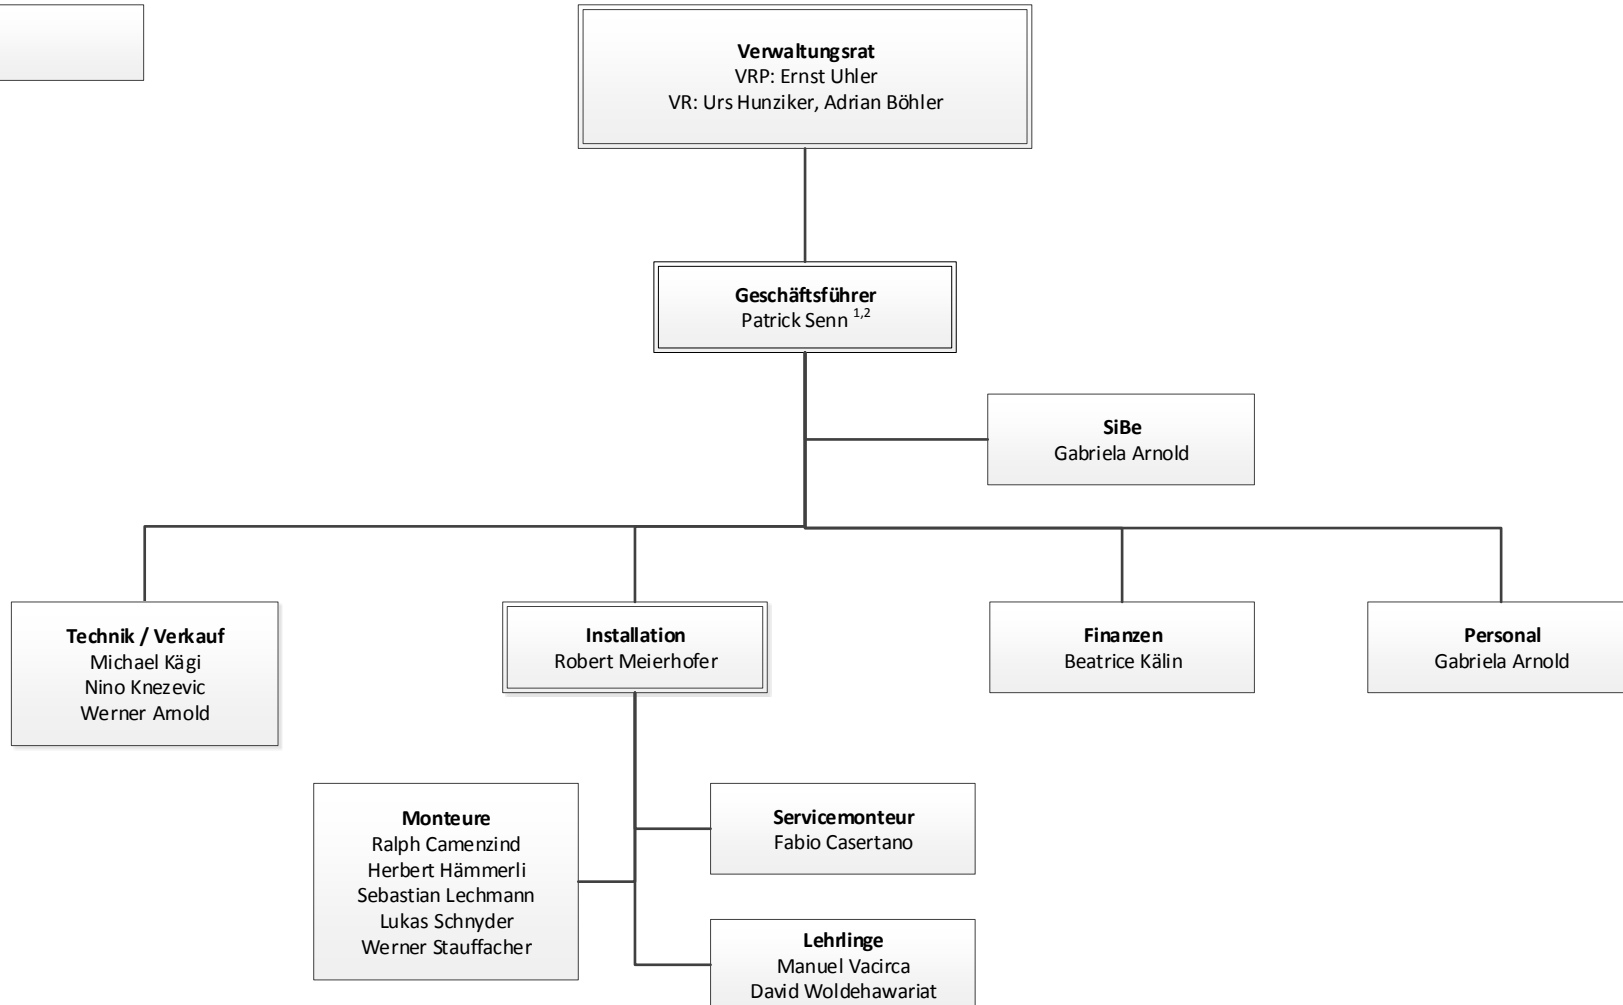 Verwaltungsrat
VRP: Ernst Uhler
VR: Urs Hunziker, Adrian Böhler
Geschäftsführer
Patrick Senn 1,2
SiBe
Gabriela Arnold
Technik / Verkauf
Michael Kägi
Nino Knezevic
Werner Arnold
Installation
Robert Meierhofer
Finanzen
Beatrice Kälin
Personal
Gabriela Arnold
Monteure
Ralph Camenzind
Herbert Hämmerli
Sebastian Lechmann
Lukas Schnyder
Werner Stauffacher
Servicemonteur
Fabio Casertano
Lehrlinge
Manuel Vacirca
David Woldehawariat